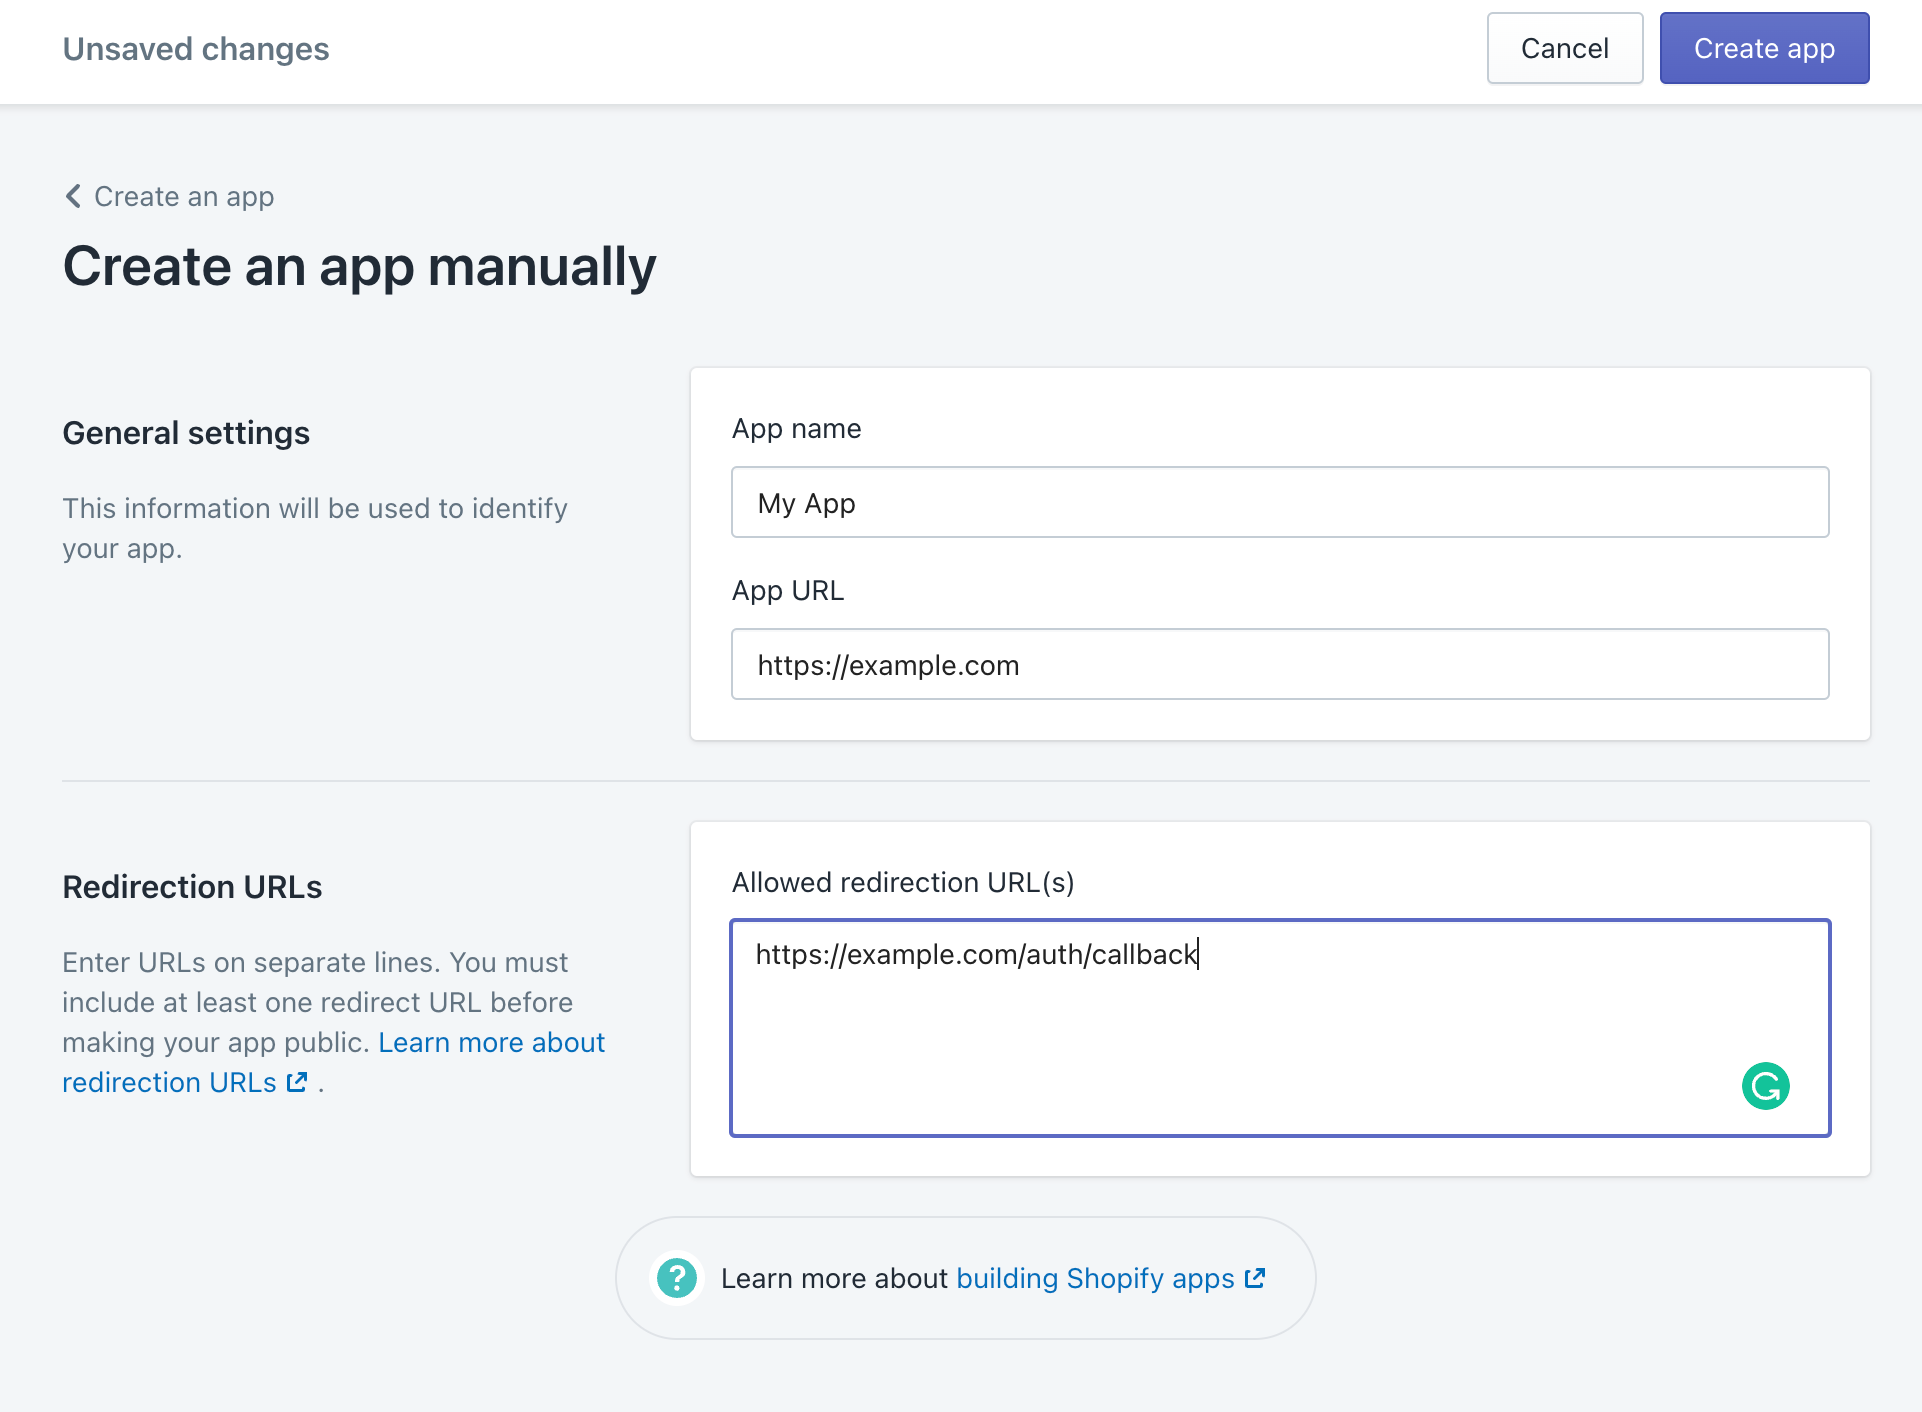 Unsaved changes
Cancel
Create app
Create an app
Create an app manually
General settings
This information will be used to identify
your app.
App name
My App
App URL
https://example.com
Redirection URLs
Enter URLs on separate lines. You must
include at least one redirect URL before
making your app public. Learn more about
redirection URLs .
Allowed redirection URL(s)
https://example.com/auth/callback
? Learn more about building Shopify apps